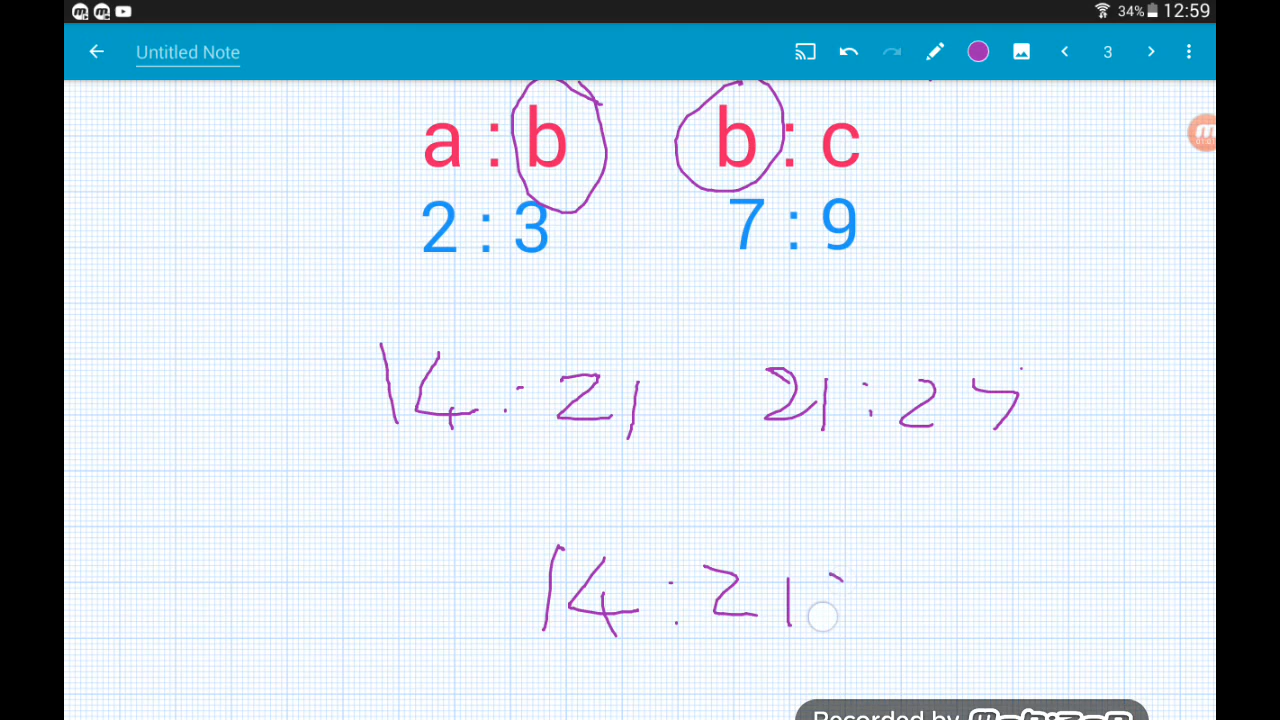 34% 12:59
Untitled Note 3
a : b b : c
2 : 3 7 : 9
14 : 21 21 : 27
14 : 21 :
Recorded by